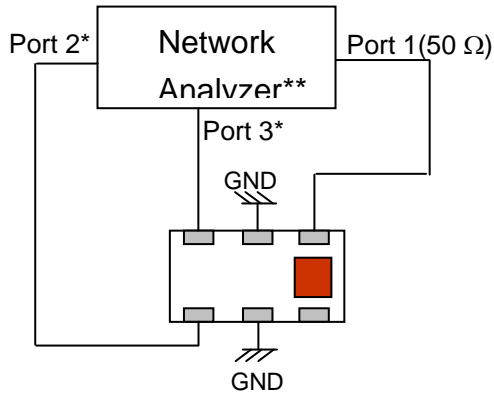 Port 2*
Network
Analyzer**
Port 1(50 Ω)
Port 3*
GND
GND